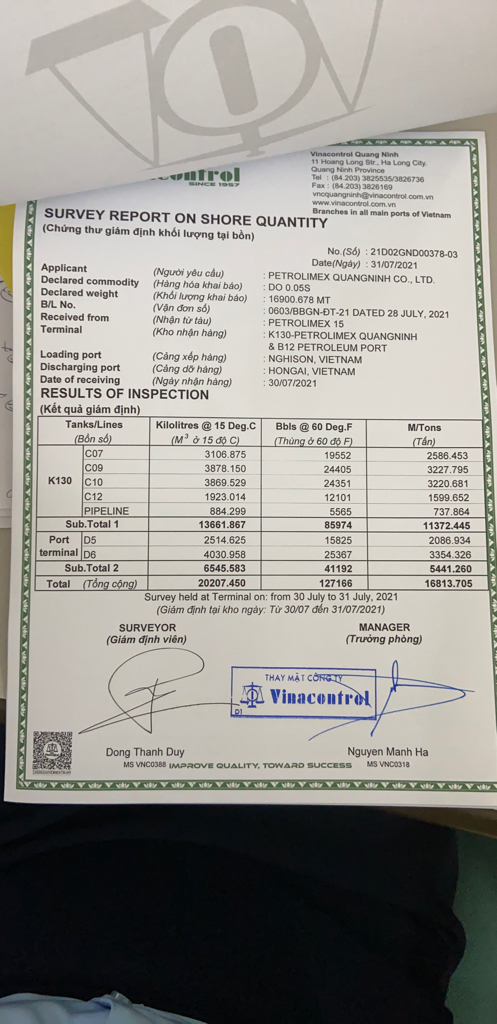 Vinacontrol Quang Ninh
11 Hoang Long Str., Ha Long City.
Quang Ninh Province
Tel : (84.203) 3825535/3826736
Fax : (84.203) 3826169
vncquangninh@vinacontrol.com.vn
www.vinacontrol.com.vn
Branches in all main ports of Vietnam
ontrol
SINCE 1957
SURVEY REPORT ON SHORE QUANTITY
(Chứng thư giám định khối lượng tại bồn)
No.(Số) : 21D02GND00378-03
Date(Ngày) : 31/07/2021
Applicant (Người yêu cầu) : PETROLIMEX QUANGNINH CO., LTD.
Declared commodity (Hàng hóa khai báo) : DO 0.05S
Declared weight (Khối lượng khai báo) : 16900.678 MT
B/L No. (Vận đơn số) : 0603/BBGN-ĐT-21 DATED 28 JULY, 2021
Received from (Nhận từ tàu) : PETROLIMEX 15
Terminal (Kho nhận hàng) : K130-PETROLIMEX QUANGNINH
& B12 PETROLEUM PORT
Loading port (Cảng xếp hàng) : NGHISON, VIETNAM
Discharging port (Cảng dỡ hàng) : HONGAI, VIETNAM
Date of receiving (Ngày nhận hàng) : 30/07/2021
RESULTS OF INSPECTION
(Kết quả giám định)
Tanks/Lines Kilolitres @ 15 Deg.C Bbls @ 60 Deg.F M/Tons
(Bồn số) (M3 ở 15 độ C) (Thùng ở 60 độ F) (Tấn)
C07 3106.875 19552 2586.453
C09 3878.150 24405 3227.795
K130 C10 3869.529 24351 3220.681
C12 1923.014 12101 1599.652
PIPELINE 884.299 5565 737.864
Sub.Total 1 13661.867 85974 11372.445
Port D5 2514.625 15825 2086.934
terminal D6 4030.958 25367 3354.326
Sub.Total 2 6545.583 41192 5441.260
Total (Tổng cộng) 20207.450 127166 16813.705
Survey held at Terminal on: from 30 July to 31 July, 2021
(Giám định tại kho ngày: Từ 30/07 đến 31/07/2021)
SURVEYOR MANAGER
(Giám định viên) (Trưởng phòng)
THAY MẶT CÔNG TY
Vinacontrol
D1
Dong Thanh Duy Nguyen Manh Ha
MS VNC0388 IMPROVE QUALITY, TOWARD SUCCESS MS VNC0318